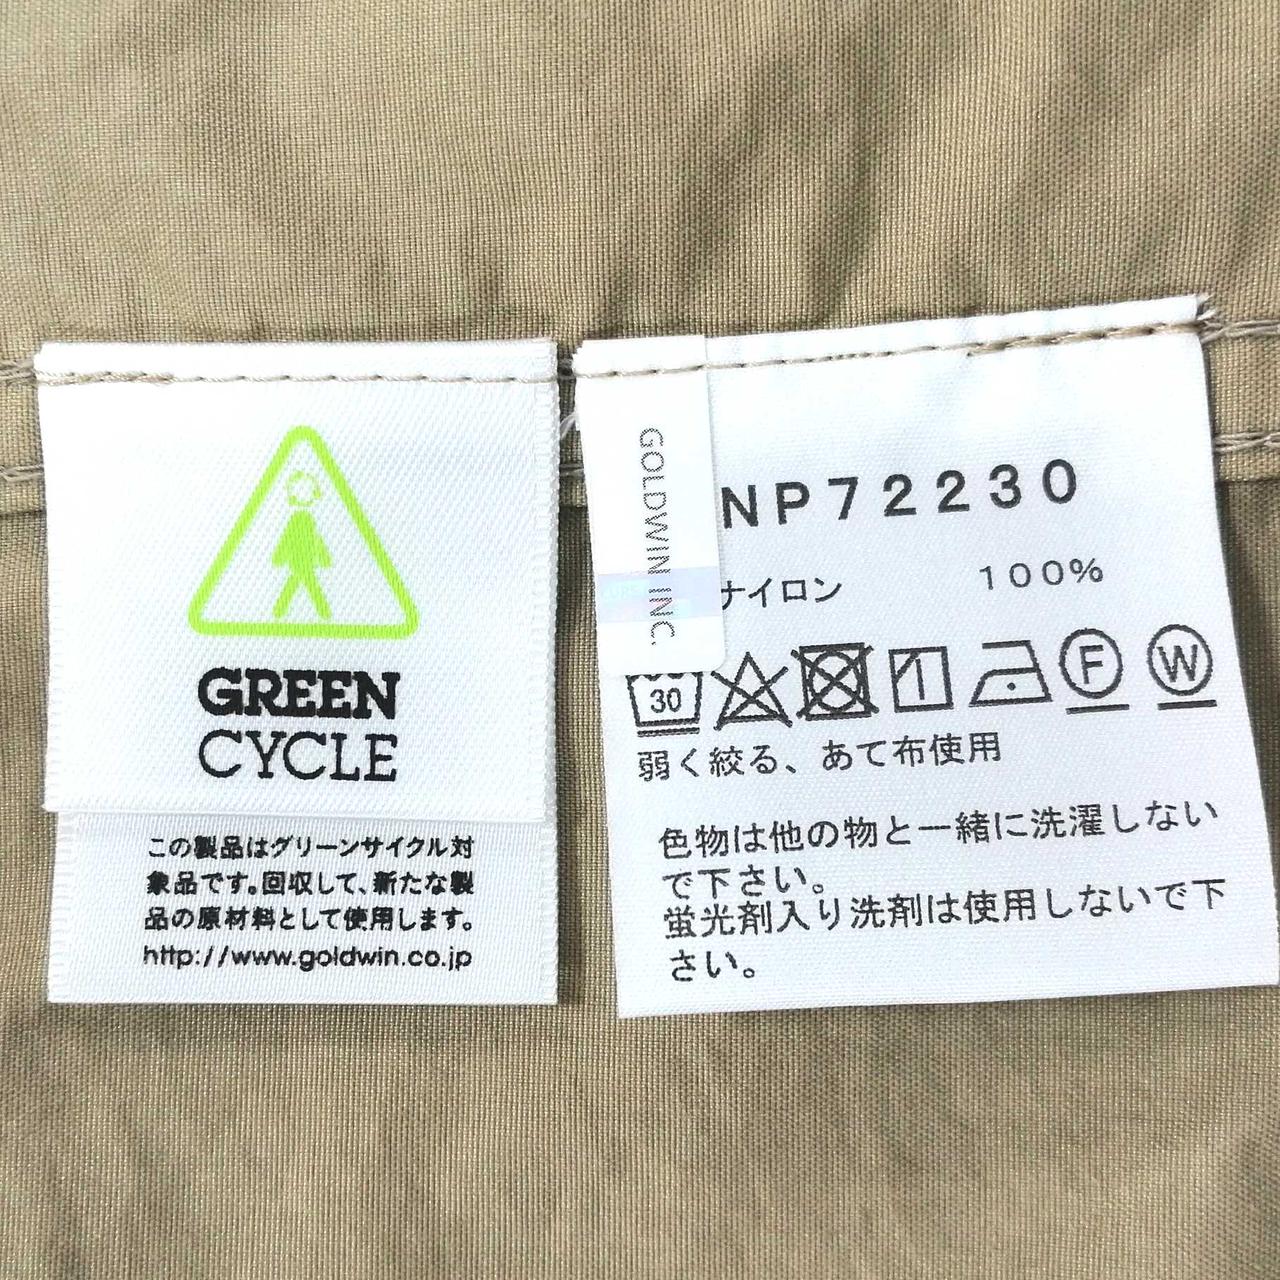 GREEN
CYCLE
この製品はグリーンサイクル対
象品です。回収して、新たな製
品の原材料として使用します。
http://www.goldwin.co.jp
GOLDWIN INC.
NP72230
ナイロン 100%
30
F
W
弱く絞る、あて布使用
色物は他の物と一緒に洗濯しない
で下さい。
蛍光剤入り洗剤は使用しないで下
さい。